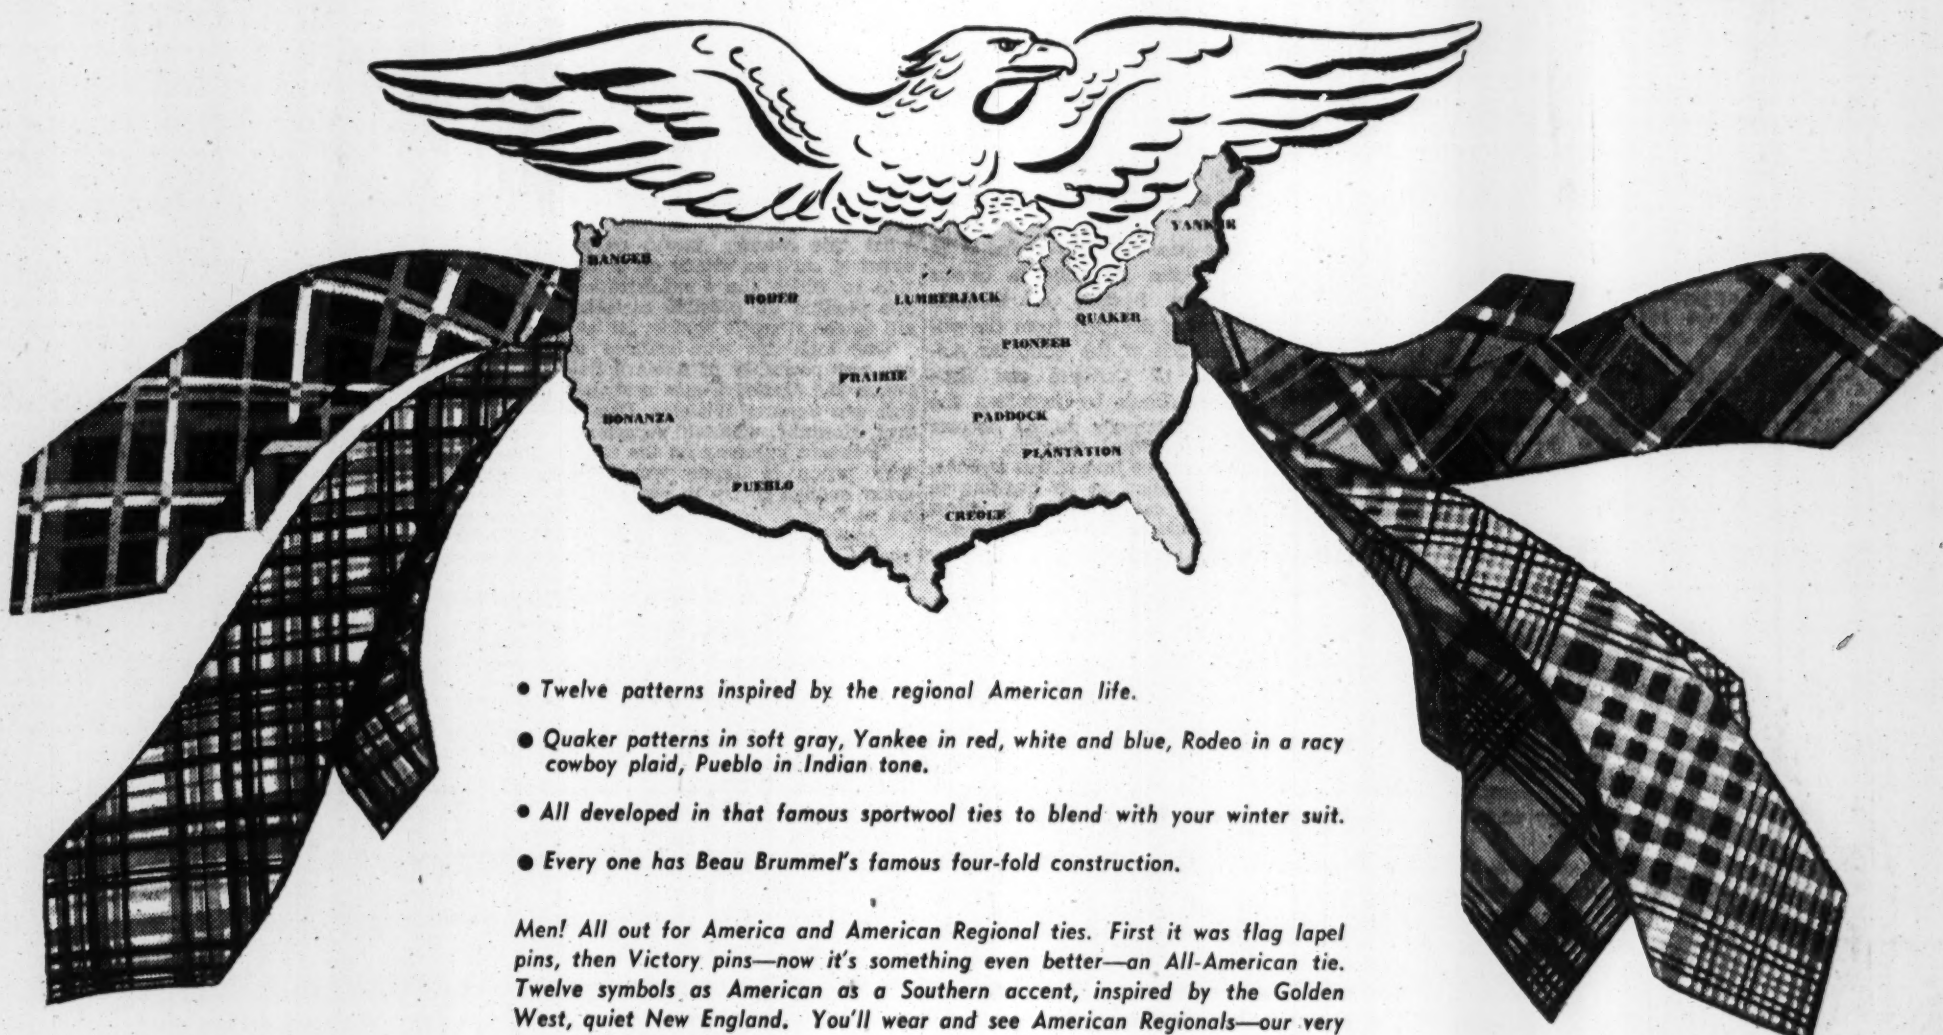 YANKEE
RANGER
RODEO
LUMBERJACK
QUAKER
PIONEER
PRAIRIE
BONANZA
PADDOCK
PLANTATION
PUEBLO
CREOLE
● Twelve patterns inspired by the regional American life.
● Quaker patterns in soft gray, Yankee in red, white and blue, Rodeo in a racy
cowboy plaid, Pueblo in Indian tone.
● All developed in that famous sportwool ties to blend with your winter suit.
● Every one has Beau Brummel's famous four-fold construction.
Men! All out for America and American Regional ties. First it was flag lapel
pins, then Victory pins—now it's something even better—an All-American tie.
Twelve symbols as American as a Southern accent, inspired by the Golden
West, quiet New England. You'll wear and see American Regionals—our very